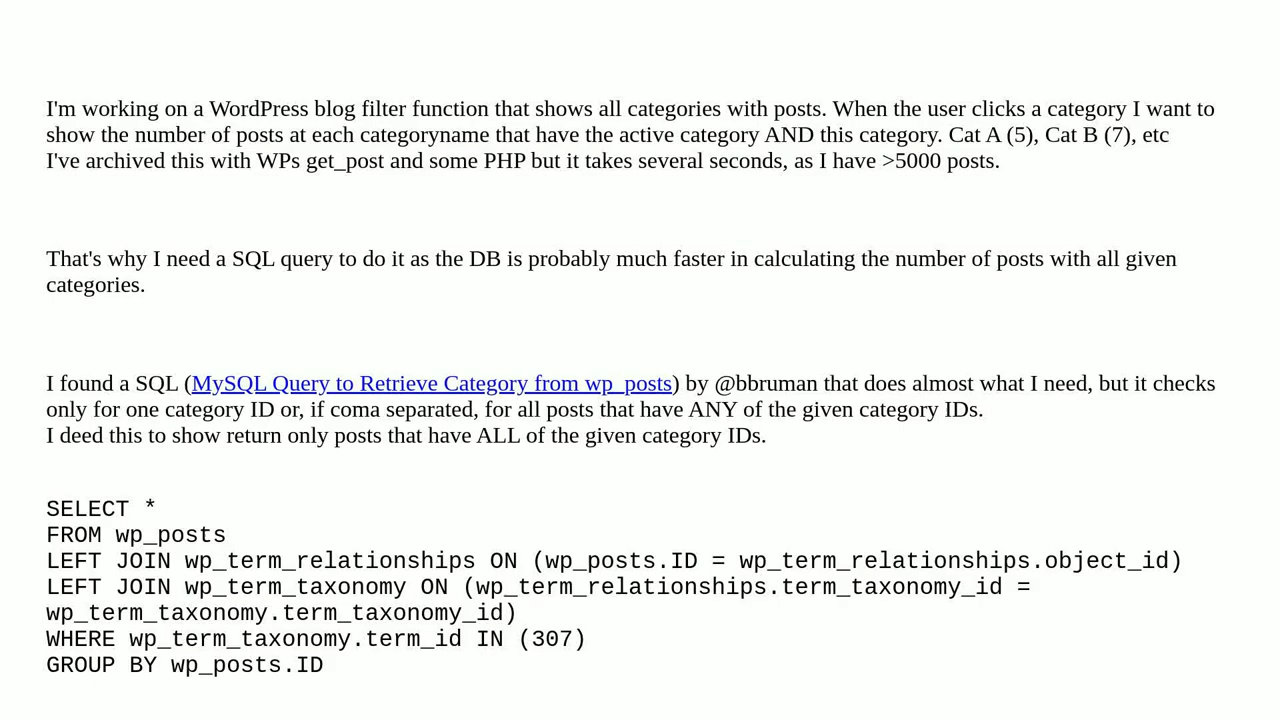 I'm working on a WordPress blog filter function that shows all categories with posts. When the user clicks a category I want to
show the number of posts at each categoryname that have the active category AND this category. Cat A (5), Cat B (7), etc
I've archived this with WPs get_post and some PHP but it takes several seconds, as I have >5000 posts.
That's why I need a SQL query to do it as the DB is probably much faster in calculating the number of posts with all given
categories.
I found a SQL (MySQL Query to Retrieve Category from wp_posts) by @bbruman that does almost what I need, but it checks
only for one category ID or, if coma separated, for all posts that have ANY of the given category IDs.
I deed this to show return only posts that have ALL of the given category IDs.
SELECT *
FROM wp_posts
LEFT JOIN wp_term_relationships ON (wp_posts.ID = wp_term_relationships.object_id)
LEFT JOIN wp_term_taxonomy ON (wp_term_relationships.term_taxonomy_id =
wp_term_taxonomy.term_taxonomy_id)
WHERE wp_term_taxonomy.term_id IN (307)
GROUP BY wp_posts.ID